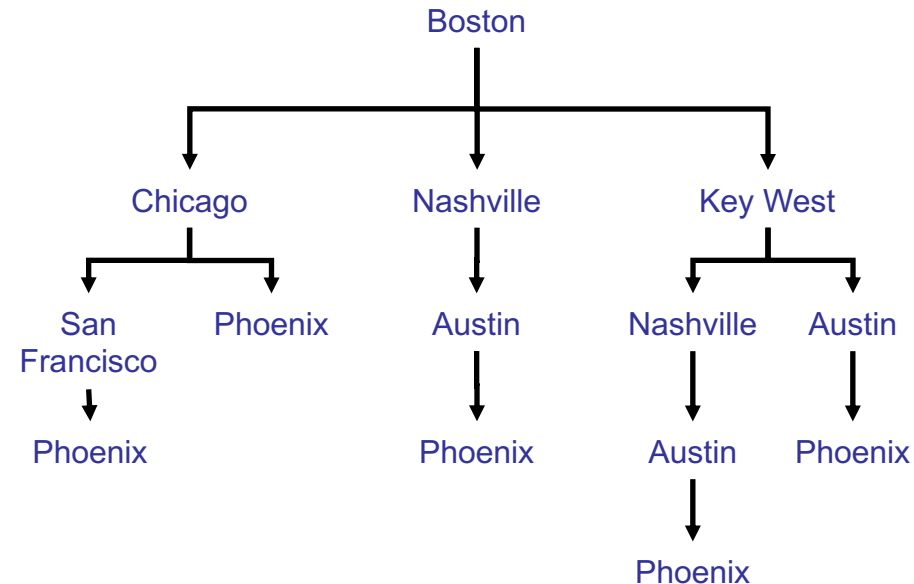 Boston
Chicago
Nashville
Key West
San
Francisco
Phoenix
Austin
Nashville
Austin
Phoenix
Phoenix
Austin
Phoenix
Phoenix